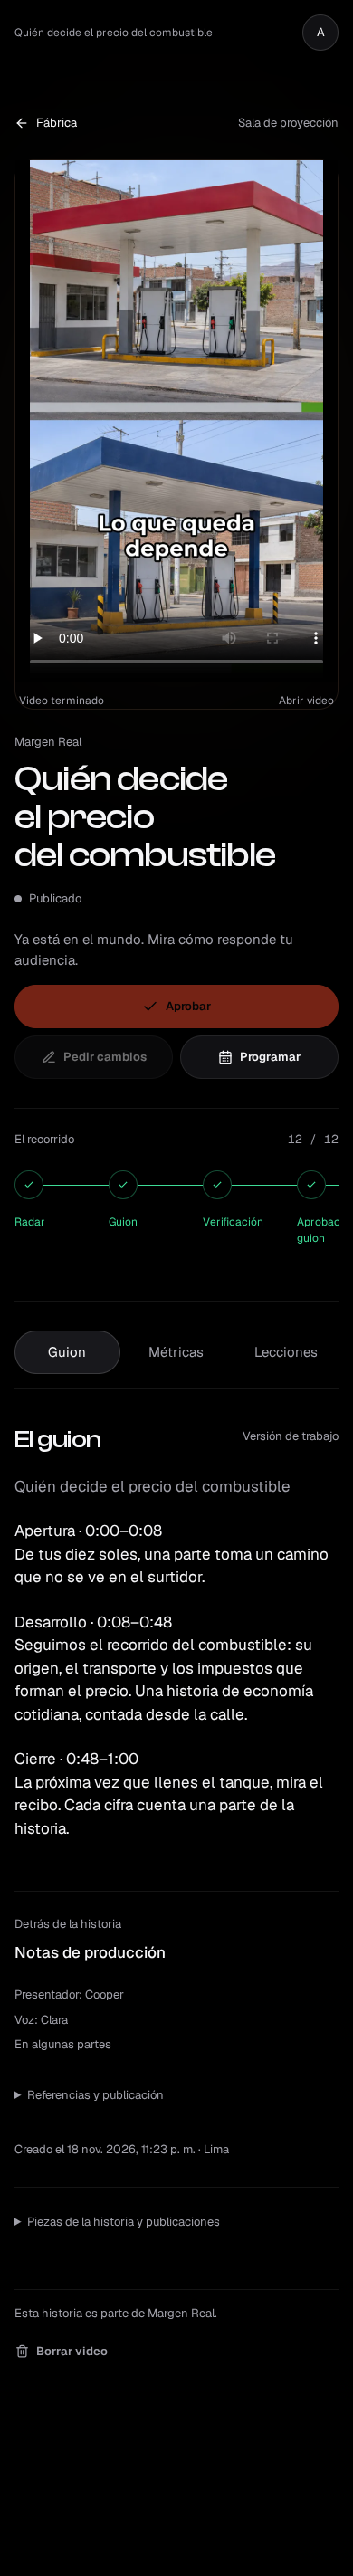 Quién decide el precio del combustible
A
Fábrica
Sala de proyección
Lo que queda
depende
0:00
Video terminado
Abrir video
Margen Real
Quién decide
el precio
del combustible
Publicado
Ya está en el mundo. Mira cómo responde tu
audiencia.
Aprobar
Pedir cambios
Programar
El recorrido
12 / 12
Radar
Guion
Verificación
Aprobac
guion
Guion
Métricas
Lecciones
El guion
Versión de trabajo
Quién decide el precio del combustible
Apertura · 0:00–0:08
De tus diez soles, una parte toma un camino
que no se ve en el surtidor.
Desarrollo · 0:08–0:48
Seguimos el recorrido del combustible: su
origen, el transporte y los impuestos que
forman el precio. Una historia de economía
cotidiana, contada desde la calle.
Cierre · 0:48–1:00
La próxima vez que llenes el tanque, mira el
recibo. Cada cifra cuenta una parte de la
historia.
Detrás de la historia
Notas de producción
Presentador: Cooper
Voz: Clara
En algunas partes
Referencias y publicación
Creado el 18 nov. 2026, 11:23 p. m. · Lima
Piezas de la historia y publicaciones
Esta historia es parte de Margen Real.
Borrar video